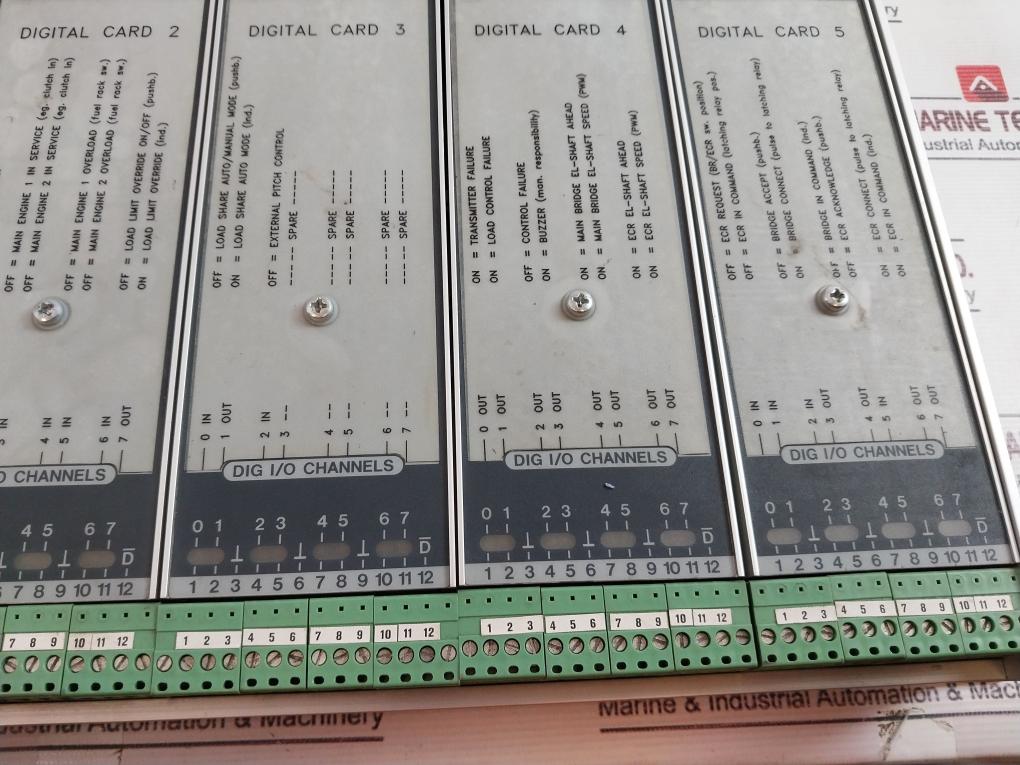 DIGITAL CARD 2
OFF = MAIN ENGINE 1 IN SERVICE (eg. clutch in)
OFF = MAIN ENGINE 2 IN SERVICE (eg. clutch in)
OFF = MAIN ENGINE 1 OVERLOAD (fuel rack sw.)
OFF = MAIN ENGINE 2 OVERLOAD (fuel rack sw.)
OFF = LOAD LIMIT OVERRIDE ON/OFF (pushb.)
ON = LOAD LIMIT OVERRIDE (ind.)
3 IN
4 IN
5 IN
6 IN
7 OUT
O CHANNELS
4 5 6 7
D
6 7 8 9 10 11 12
7 8 9 10 11 12
DIGITAL CARD 3
OFF = LOAD SHARE AUTO/MANUAL MODE (pushb.)
ON = LOAD SHARE AUTO MODE (ind.)
OFF = EXTERNAL PITCH CONTROL
------ SPARE ------
------ SPARE ------
------ SPARE ------
------ SPARE ------
------ SPARE ------
0 IN
1 OUT
2 IN
3 --
4 --
5 --
6 --
7 --
DIG I/O CHANNELS
0 1 2 3 4 5 6 7
D
1 2 3 4 5 6 7 8 9 10 11 12
1 2 3 4 5 6 7 8 9 10 11 12
DIGITAL CARD 4
ON = TRANSMITTER FAILURE
ON = LOAD CONTROL FAILURE
OFF = CONTROL FAILURE
ON = BUZZER (man. responsibility)
ON = MAIN BRIDGE EL-SHAFT AHEAD
ON = MAIN BRIDGE EL-SHAFT SPEED (PWM)
ON = ECR EL-SHAFT AHEAD
ON = ECR EL-SHAFT SPEED (PWM)
0 OUT
1 OUT
2 OUT
3 OUT
4 OUT
5 OUT
6 OUT
7 OUT
DIG I/O CHANNELS
0 1 2 3 4 5 6 7
D
1 2 3 4 5 6 7 8 9 10 11 12
1 2 3 4 5 6 7 8 9 10 11 12
DIGITAL CARD 5
OFF = ECR REQUEST (BR/ECR sw. position)
OFF = ECR IN COMMAND (latching relay pos.)
OFF = BRIDGE ACCEPT (pushb.)
ON = BRIDGE CONNECT (pulse to latching relay)
OFF = BRIDGE IN COMMAND (ind.)
OFF = ECR ACKNOWLEDGE (pushb.)
ON = ECR CONNECT (pulse to latching relay)
ON = ECR IN COMMAND (ind.)
0 IN
1 IN
2 IN
3 OUT
4 OUT
5 IN
6 OUT
7 OUT
DIG I/O CHANNELS
0 1 2 3 4 5 6 7
D
1 2 3 4 5 6 7 8 9 10 11 12
1 2 3 4 5 6 7 8 9 10 11 12
ry
ARINE TE
dustrial Autor
D.
ry
ustrial Automation & Machinery
Marine & Industrial Automation & Mach